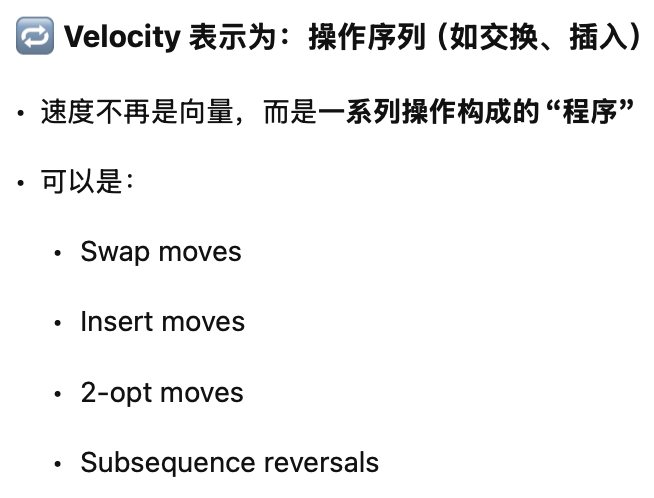 🔁 Velocity 表示为：操作序列（如交换、插入）
• 速度不再是向量，而是一系列操作构成的“程序”
• 可以是：
• Swap moves
• Insert moves
• 2-opt moves
• Subsequence reversals